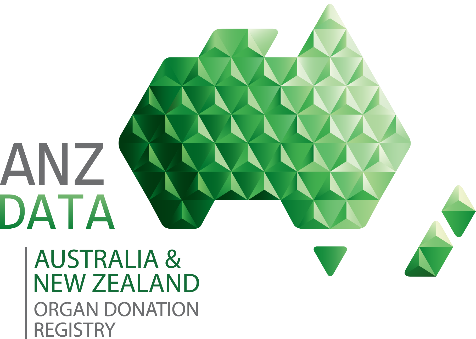 ANZ
DATA
AUSTRALIA &
NEW ZEALAND
ORGAN DONATION
REGISTRY